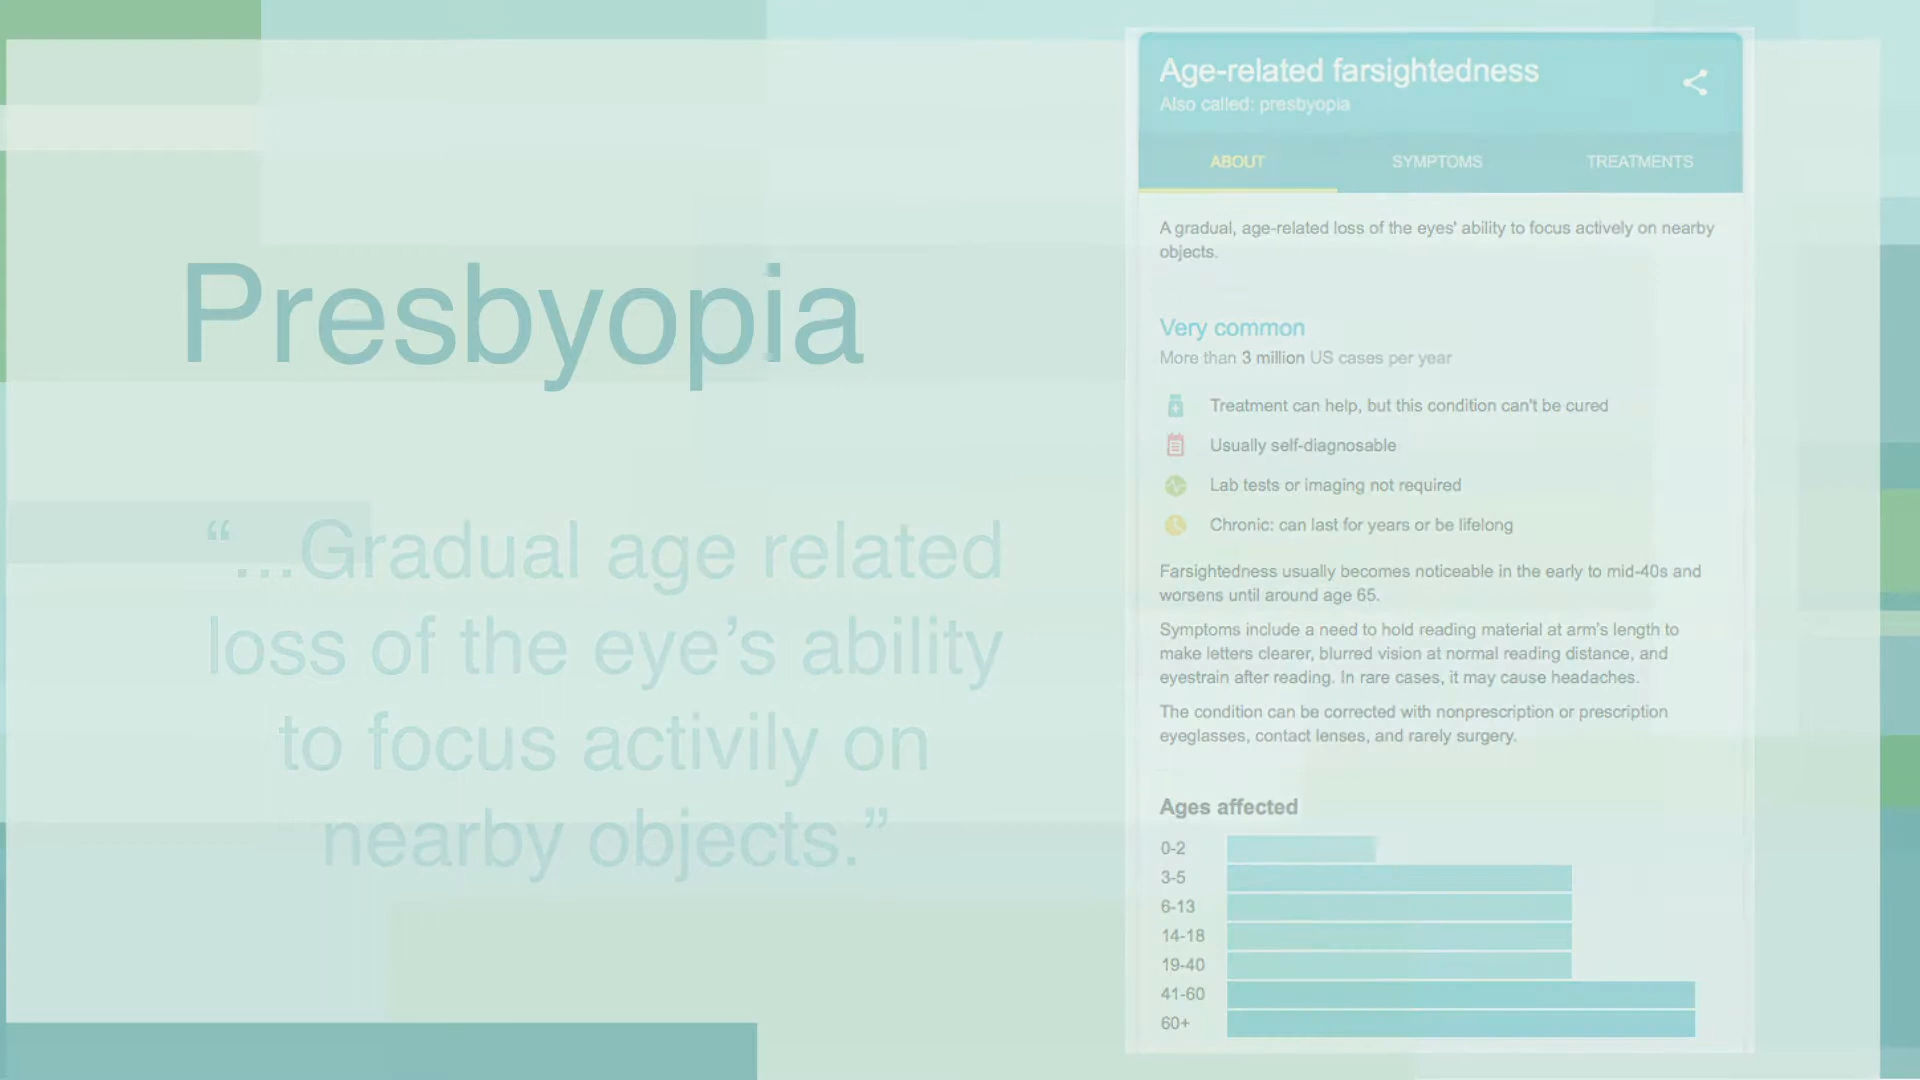 Presbyopia
“...Gradual age related
loss of the eye’s ability
to focus activily on
nearby objects.”
Age-related farsightedness
Also called: presbyopia
ABOUT SYMPTOMS TREATMENTS
A gradual, age-related loss of the eyes' ability to focus actively on nearby
objects.
Very common
More than 3 million US cases per year
Treatment can help, but this condition can't be cured
Usually self-diagnosable
Lab tests or imaging not required
Chronic: can last for years or be lifelong
Farsightedness usually becomes noticeable in the early to mid-40s and
worsens until around age 65.
Symptoms include a need to hold reading material at arm's length to
make letters clearer, blurred vision at normal reading distance, and
eyestrain after reading. In rare cases, it may cause headaches.
The condition can be corrected with nonprescription or prescription
eyeglasses, contact lenses, and rarely surgery.
Ages affected
0-2
3-5
6-13
14-18
19-40
41-60
60+